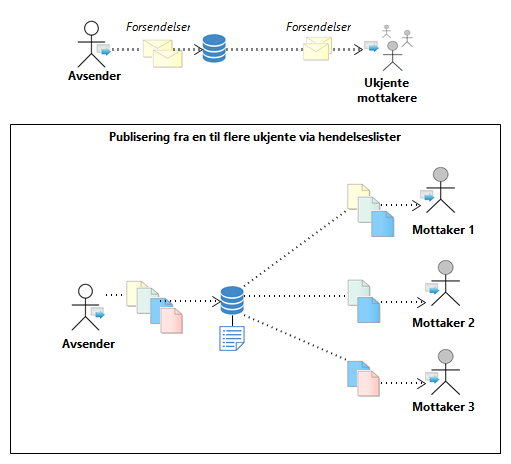 Forsendelser
Forsendelser
Avsender
Ukjente
mottakere
Publisering fra en til flere ukjente via hendelseslister
Mottaker 1
Mottaker 2
Avsender
Mottaker 3